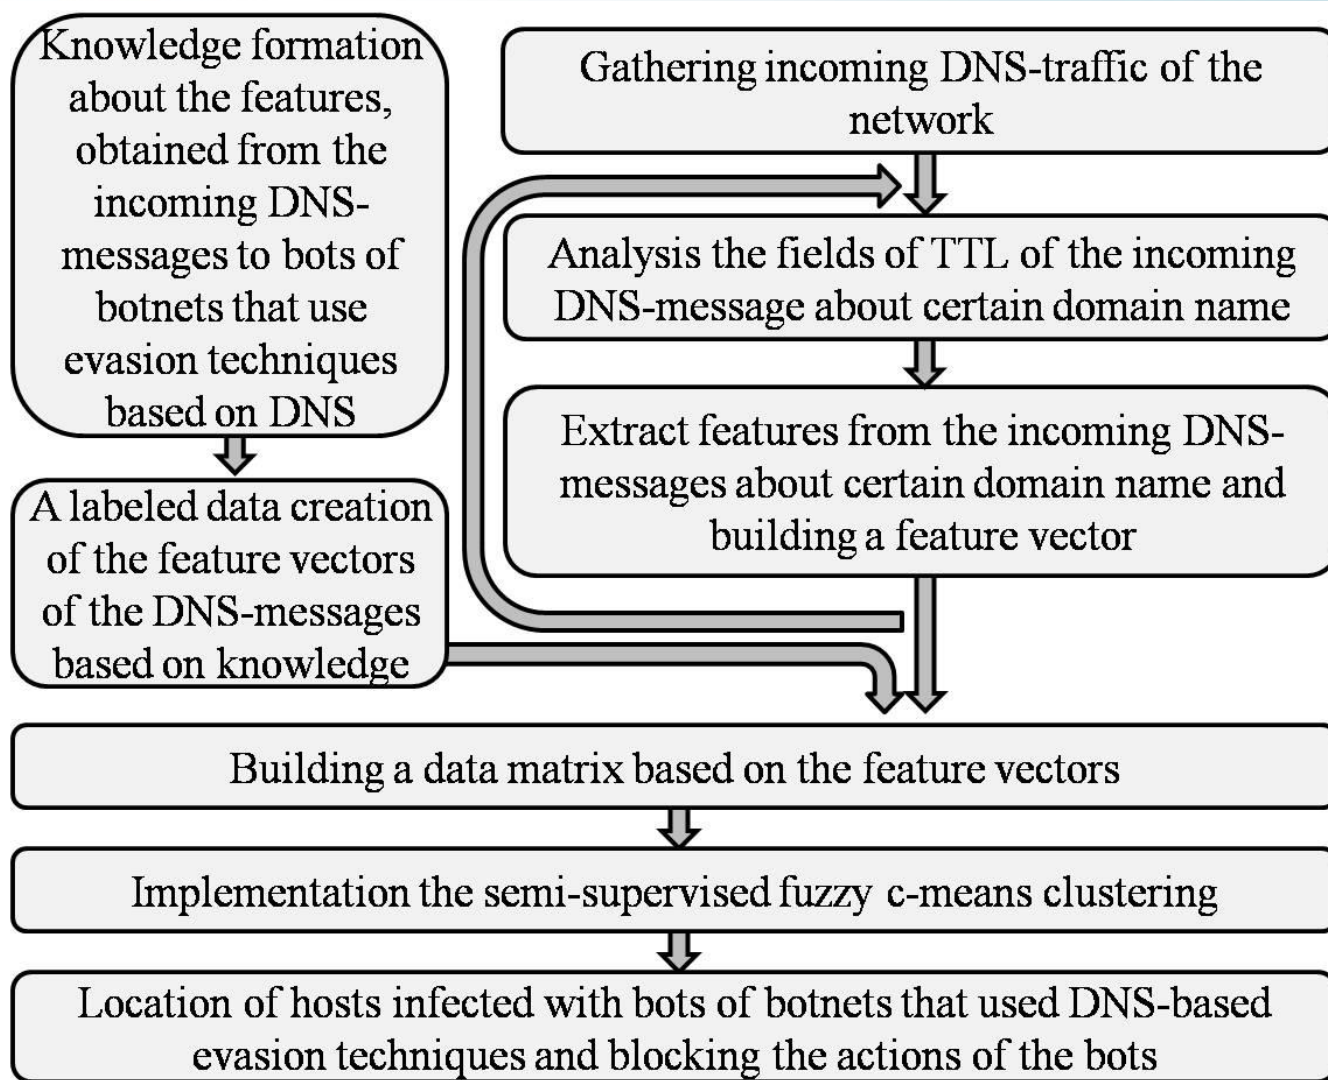 Knowledge formation
about the features,
obtained from the
incoming DNS-
messages to bots of
botnets that use
evasion techniques
based on DNS
A labeled data creation
of the feature vectors
of the DNS-messages
based on knowledge
Gathering incoming DNS-traffic of the
network
Analysis the fields of TTL of the incoming
DNS-message about certain domain name
Extract features from the incoming DNS-
messages about certain domain name and
building a feature vector
Building a data matrix based on the feature vectors
Implementation the semi-supervised fuzzy c-means clustering
Location of hosts infected with bots of botnets that used DNS-based
evasion techniques and blocking the actions of the bots